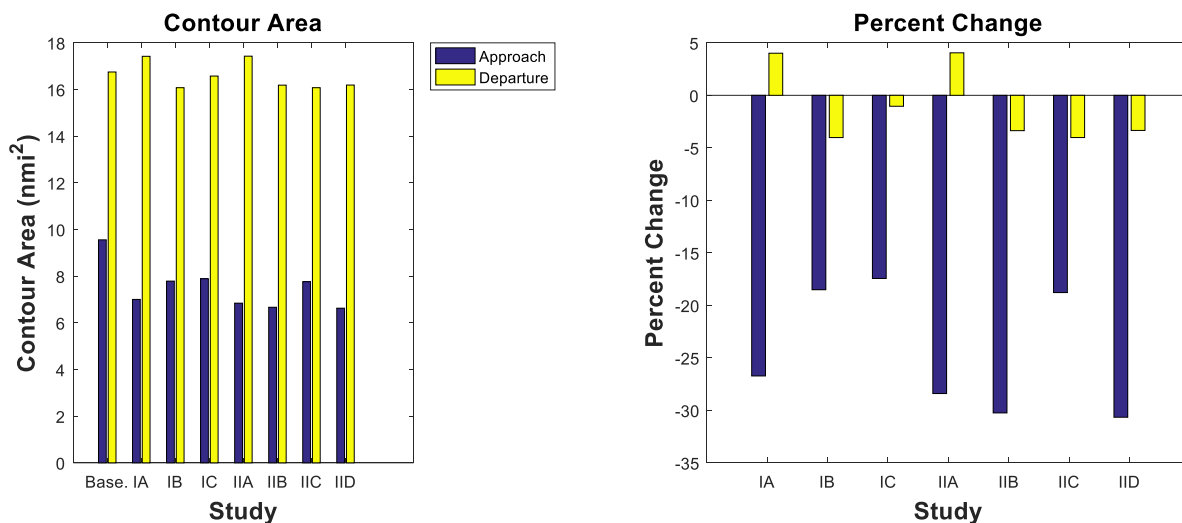 Contour Area
Contour Area (nmi²)
18
16
14
12
10
8
6
4
2
0
Base. IA IB IC IIA IIB IIC IID
Study
Approach
Departure
Percent Change
Percent Change
5
0
-5
-10
-15
-20
-25
-30
-35
IA IB IC IIA IIB IIC IID
Study